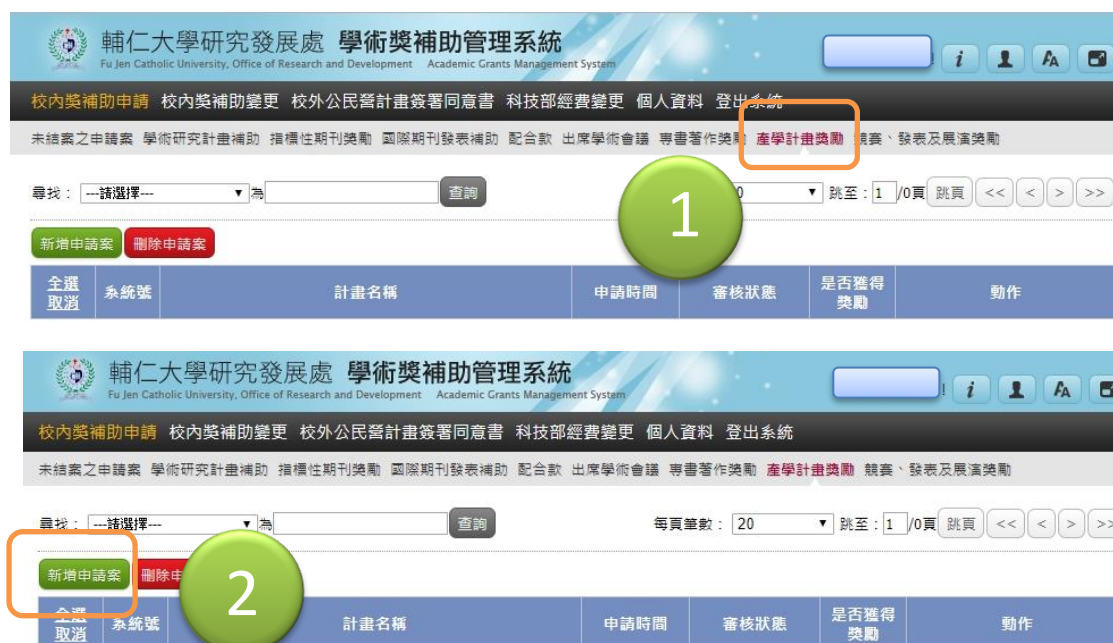 輔仁大學研究發展處 學術獎補助管理系統
Fu Jen Catholic University, Office of Research and Development Academic Grants Management System
! i AA
校內獎補助申請 校內獎補助變更 校外公民營計畫簽署同意書 科技部經費變更 個人資料 登出系統
未結案之申請案 學術研究計畫補助 指標性期刊獎勵 國際期刊發表補助 配合款 出席學術會議 專書著作獎勵 產學計畫獎勵 競賽、發表及展演獎勵
尋找: ---請選擇--- 為 查詢 0 跳至:1 /0頁 跳頁 << < > >>
1
新增申請案 刪除申請案
全選 取消 系統號 計畫名稱 申請時間 審核狀態 是否獲得獎勵 動作
輔仁大學研究發展處 學術獎補助管理系統
Fu Jen Catholic University, Office of Research and Development Academic Grants Management System
! i AA
校內獎補助申請 校內獎補助變更 校外公民營計畫簽署同意書 科技部經費變更 個人資料 登出系統
未結案之申請案 學術研究計畫補助 指標性期刊獎勵 國際期刊發表補助 配合款 出席學術會議 專書著作獎勵 產學計畫獎勵 競賽、發表及展演獎勵
尋找: ---請選擇--- 為 查詢 每頁筆數: 20 跳至:1 /0頁 跳頁 << < > >>
新增申請案 刪除申
2
全選 取消 系統號 計畫名稱 申請時間 審核狀態 是否獲得獎勵 動作